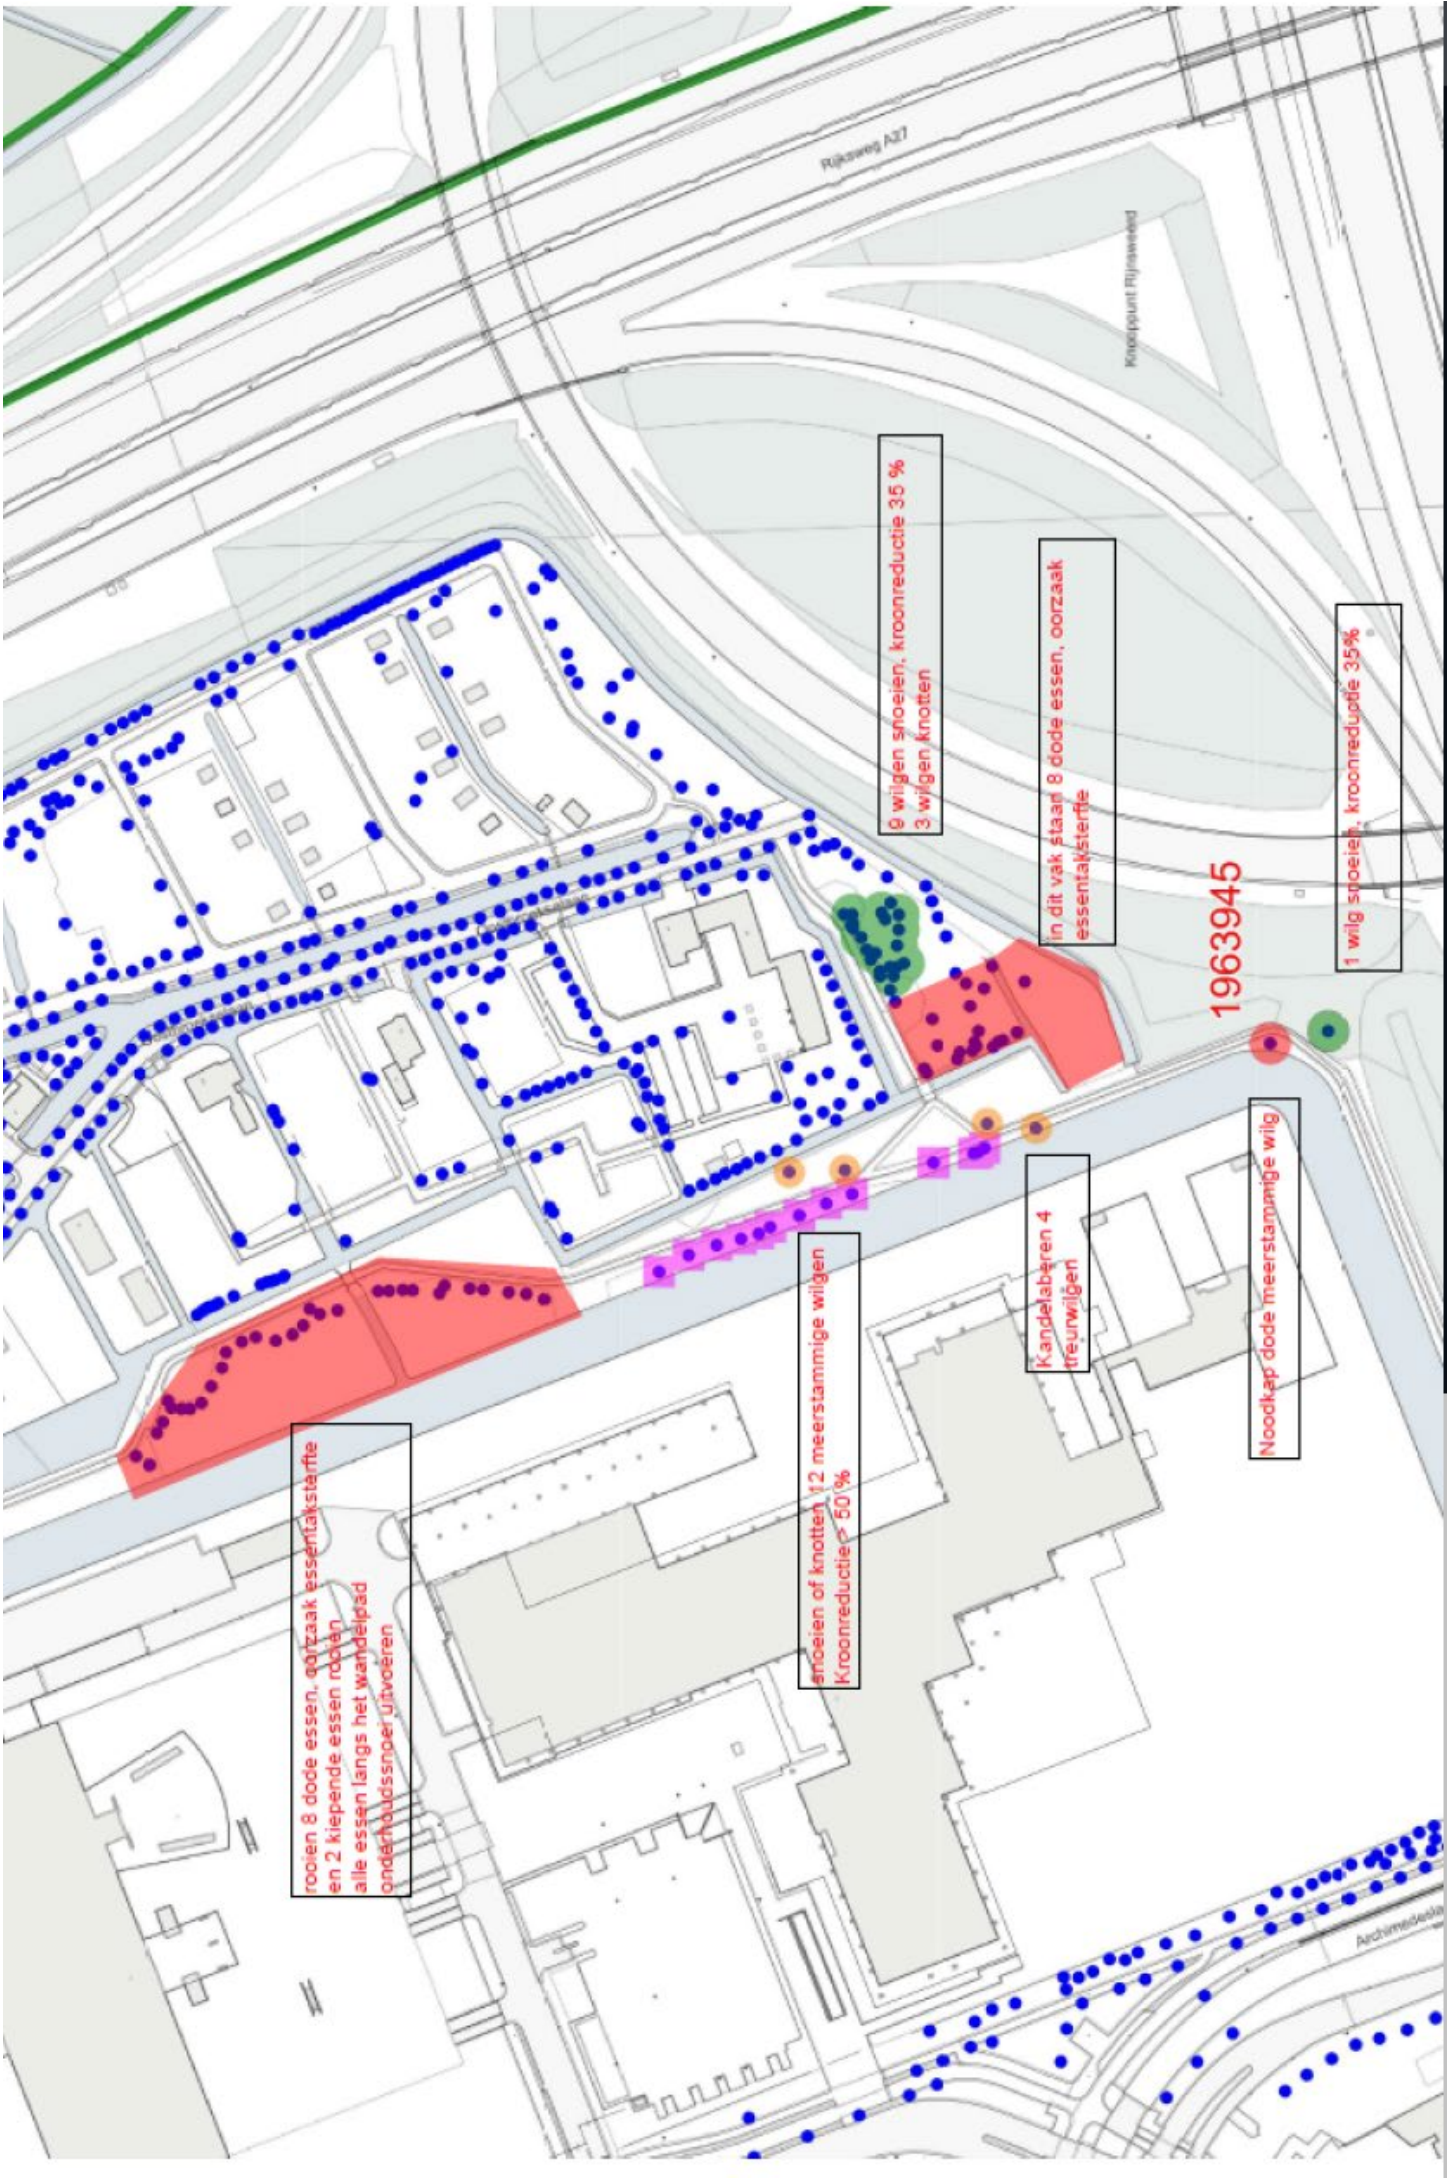 Rijksweg A27
Knooppunt Rijnsweerd
9 wilgen snoeien, kroonreductie 35 %
3 wilgen knotten
in dit vak staan 8 dode essen, oorzaak
essentaksterfte
1963945
1 wilg snoeien, kroonreductie 35%
Noodkap dode meerstammige wilg
Kandelaberen 4
treurwilgen
snoeien of knotten 12 meerstammige wilgen
Kroonreductie > 50 %
rooien 8 dode essen, oorzaak essentaksterfte
en 2 kiepende essen rooien
alle essen langs het wandelpad
onderhoudssnoei uitvoeren